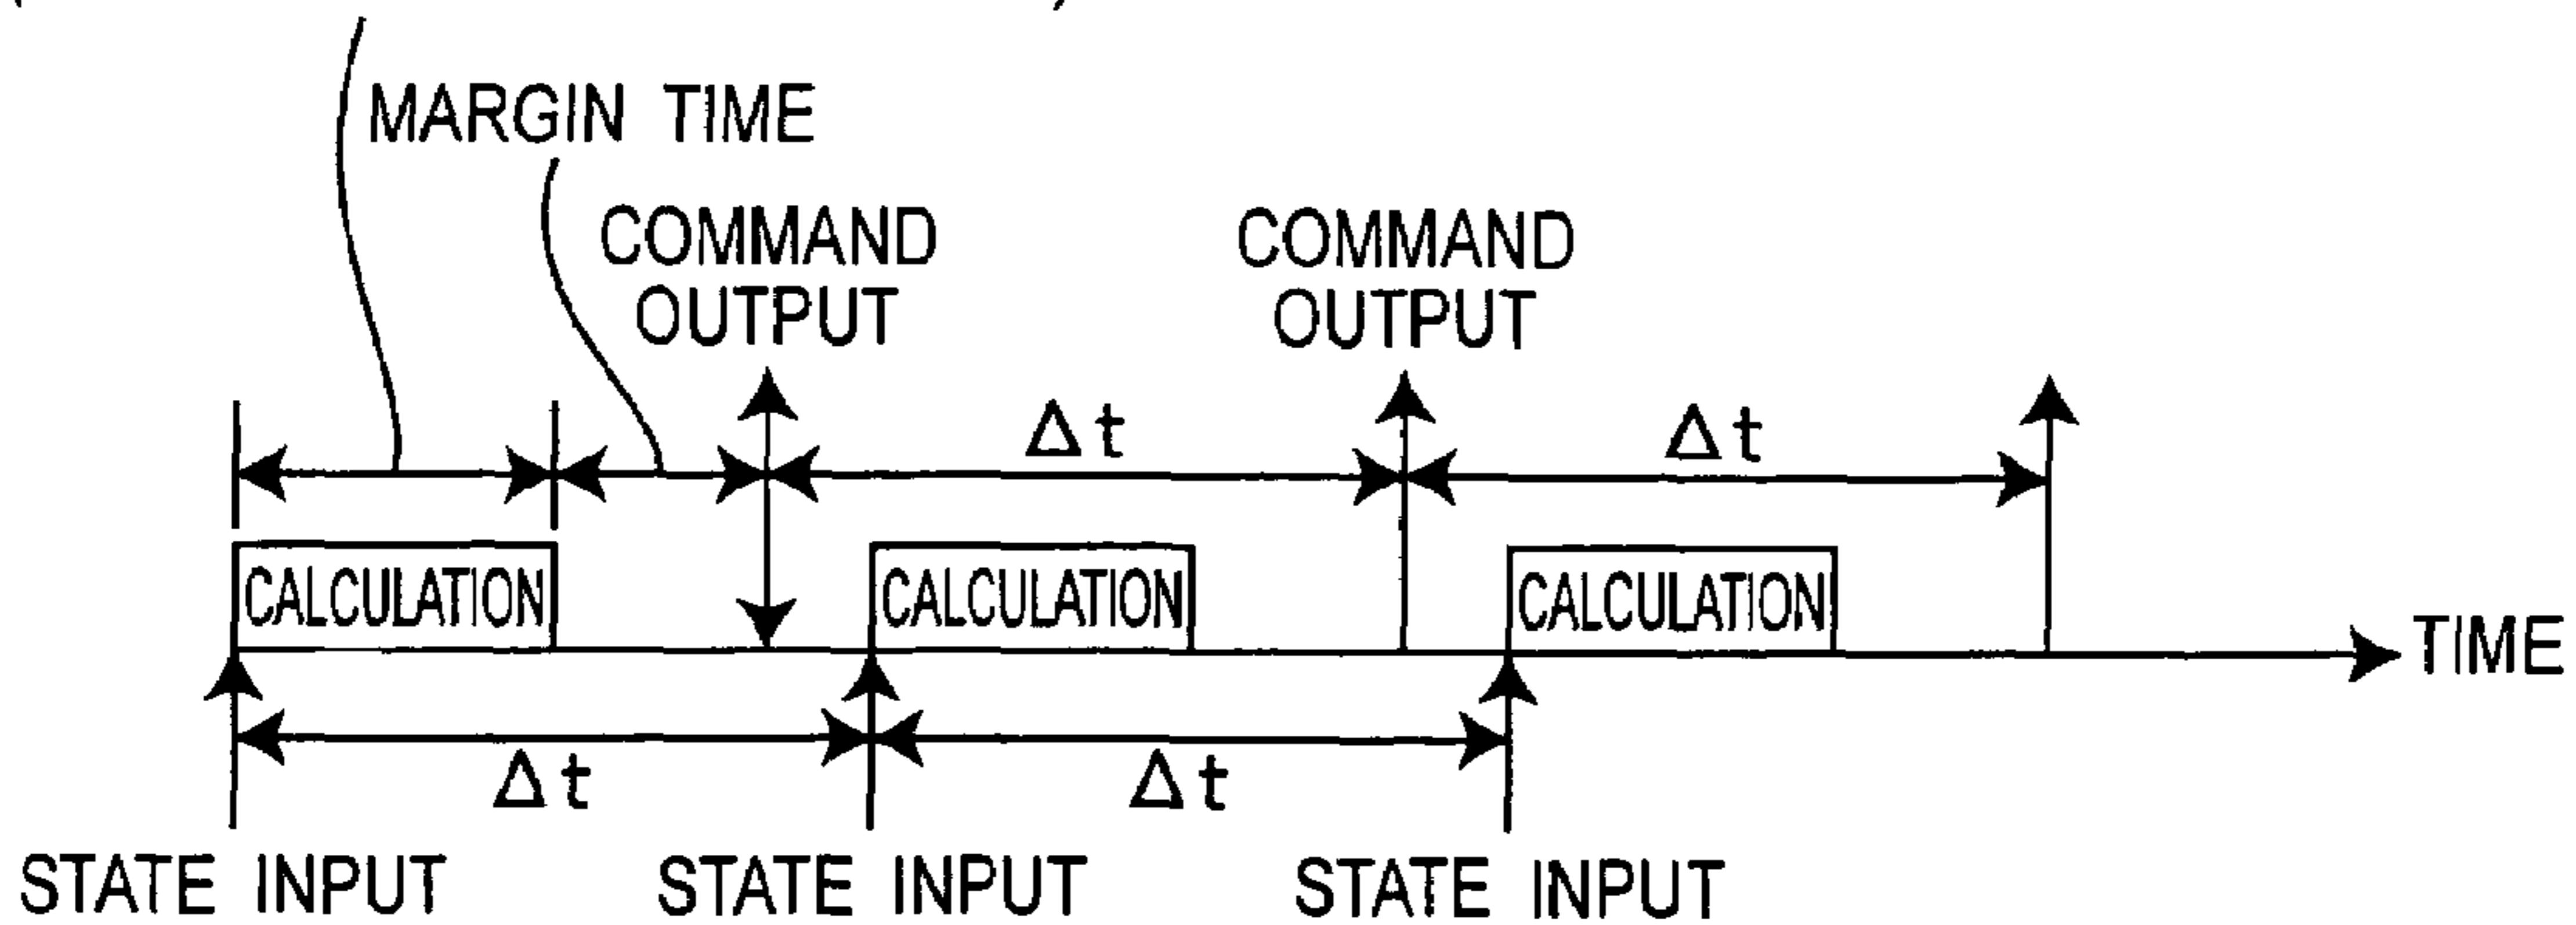 MARGIN TIME
COMMAND
OUTPUT
COMMAND
OUTPUT
Δt
Δt
CALCULATION
CALCULATION
CALCULATION
TIME
Δt
Δt
STATE INPUT
STATE INPUT
STATE INPUT